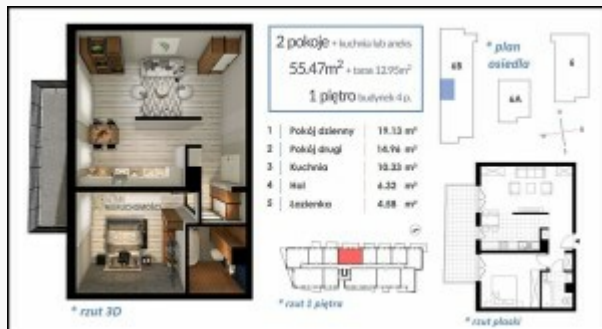 2 pokoje + kuchnia lub aneks
55.47m² + taras 12.95m²
1 piętro budynek 4 p.
1 Pokój dzienny 19.13 m²
2 Pokój drugi 14.96 m²
3 Kuchnia 10.33 m²
4 Hol 6.32 m²
5 Łazienka 4.58 m²
* plan osiedla
6B
6
6A
* rzut 3D
* rzut 1 piętra
* rzut płaski